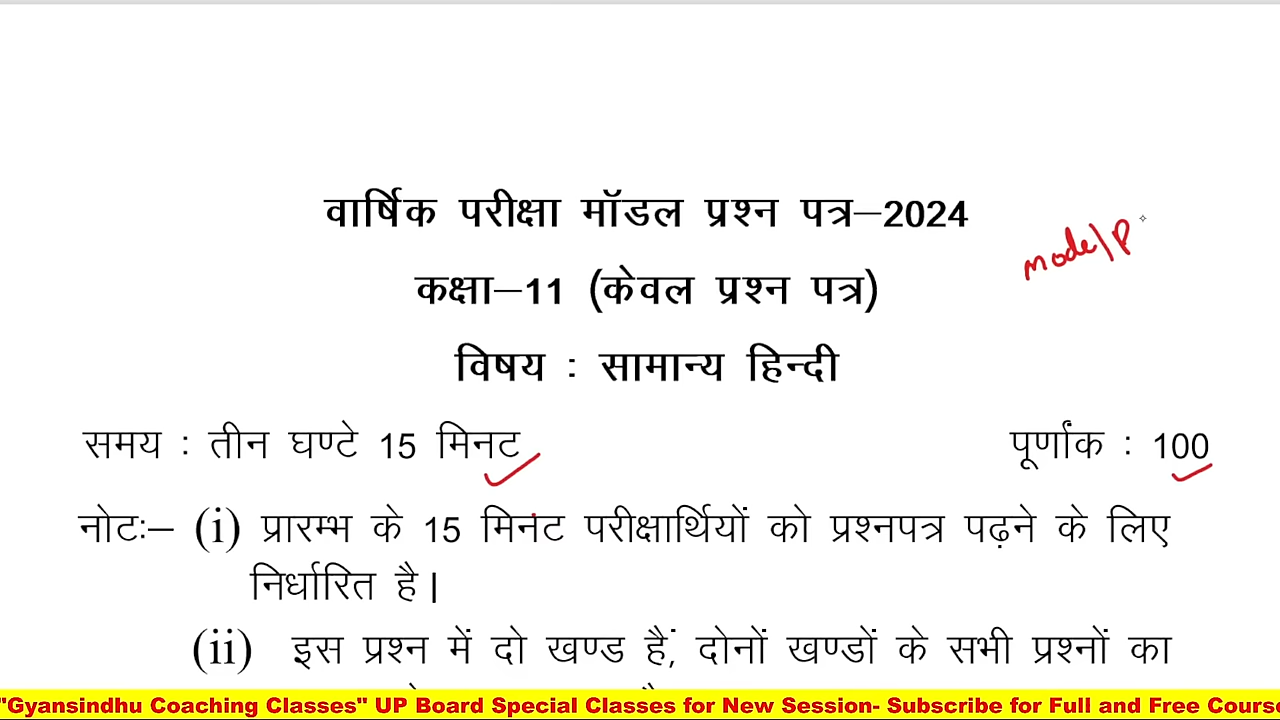 वार्षिक परीक्षा मॉडल प्रश्न पत्र–2024
model P
कक्षा–11 (केवल प्रश्न पत्र)
विषय : सामान्य हिन्दी
समय : तीन घण्टे 15 मिनट पूर्णांक : 100
नोटः– (i) प्रारम्भ के 15 मिनट परीक्षार्थियों को प्रश्नपत्र पढ़ने के लिए
निर्धारित है।
(ii) इस प्रश्न में दो खण्ड हैं, दोनों खण्डों के सभी प्रश्नों का
"Gyansindhu Coaching Classes" UP Board Special Classes for New Session- Subscribe for Full and Free Course